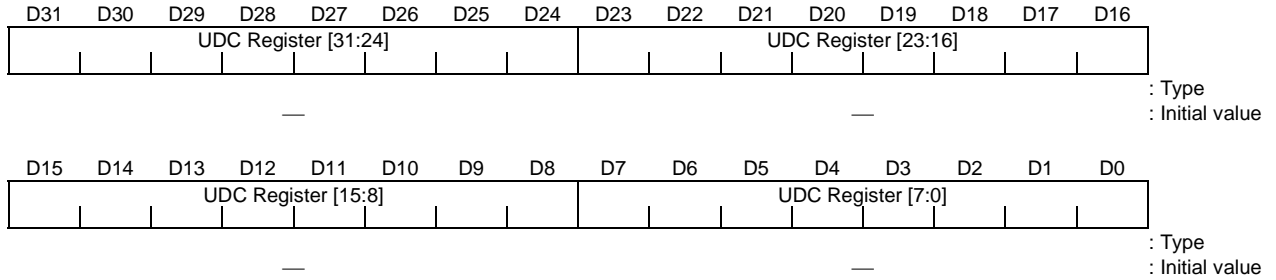 D31 D30 D29 D28 D27 D26 D25 D24 D23 D22 D21 D20 D19 D18 D17 D16
UDC Register [31:24] UDC Register [23:16]
: Type
— — : Initial value
D15 D14 D13 D12 D11 D10 D9 D8 D7 D6 D5 D4 D3 D2 D1 D0
UDC Register [15:8] UDC Register [7:0]
: Type
— — : Initial value